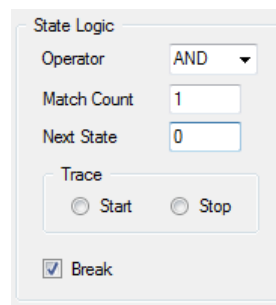 State Logic
Operator AND
Match Count 1
Next State 0
Trace
Start Stop
Break